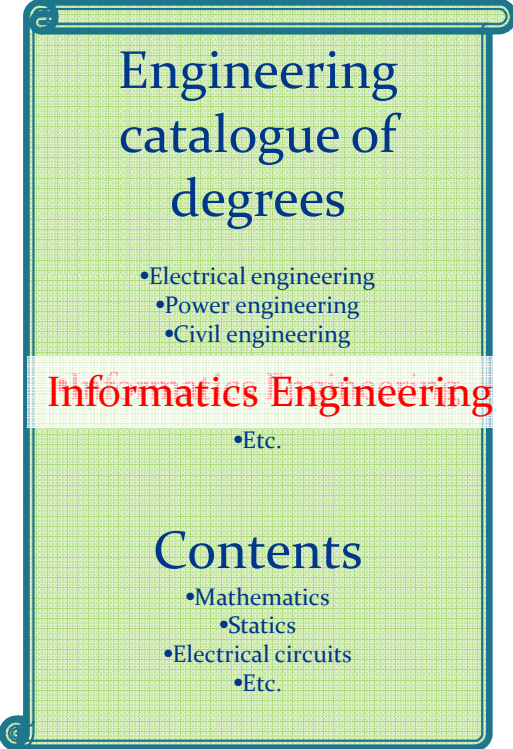 Engineering
catalogue of
degrees
•Electrical engineering
•Power engineering
•Civil engineering
Informatics Engineering
•Etc.
Contents
•Mathematics
•Statics
•Electrical circuits
•Etc.